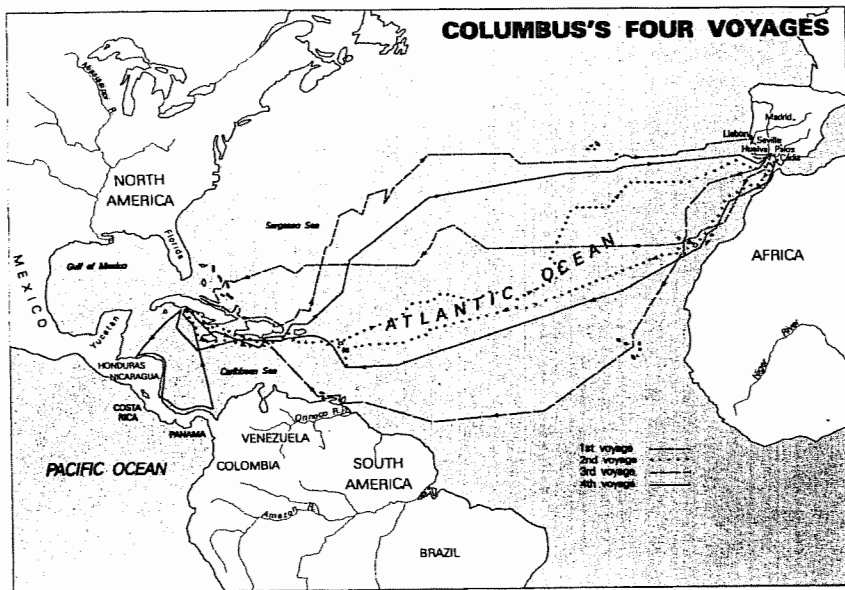 COLUMBUS'S FOUR VOYAGES
Mississippi R.
Lisbon
Madrid
Seville
Huelva
Palos
Cádiz
NORTH
AMERICA
Sargasso Sea
Florida
Gulf of Mexico
MEXICO
ATLANTIC OCEAN
AFRICA
Yucatan
HONDURAS
NICARAGUA
Caribbean Sea
Niger River
COSTA
RICA
PANAMA
Orinoco R.
VENEZUELA
COLOMBIA
SOUTH
AMERICA
PACIFIC OCEAN
1st voyage
2nd voyage
3rd voyage
4th voyage
Amazon R.
BRAZIL